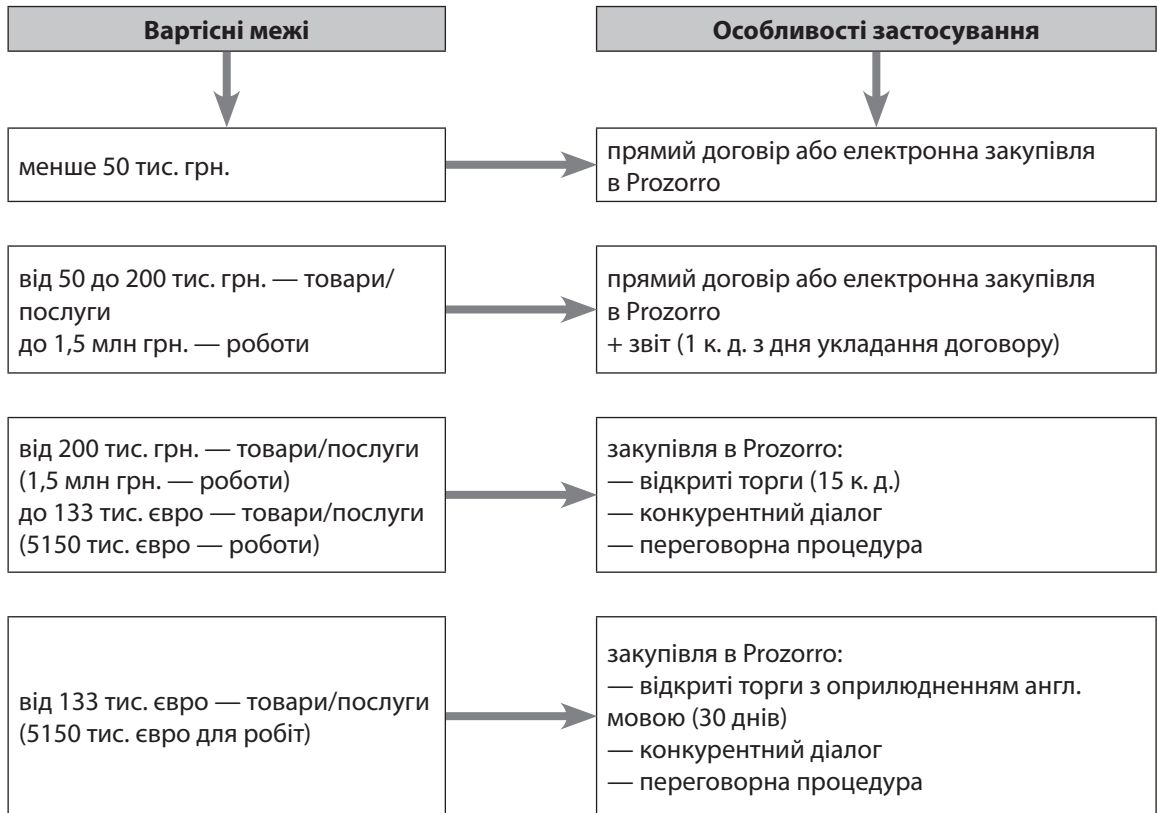 Вартісні межі
Особливості застосування
менше 50 тис. грн.
прямий договір або електронна закупівля
в Prozorro
від 50 до 200 тис. грн. — товари/
послуги
до 1,5 млн грн. — роботи
прямий договір або електронна закупівля
в Prozorro
+ звіт (1 к. д. з дня укладання договору)
від 200 тис. грн. — товари/послуги
(1,5 млн грн. — роботи)
до 133 тис. євро — товари/послуги
(5150 тис. євро — роботи)
закупівля в Prozorro:
— відкриті торги (15 к. д.)
— конкурентний діалог
— переговорна процедура
від 133 тис. євро — товари/послуги
(5150 тис. євро для робіт)
закупівля в Prozorro:
— відкриті торги з оприлюдненням англ.
мовою (30 днів)
— конкурентний діалог
— переговорна процедура